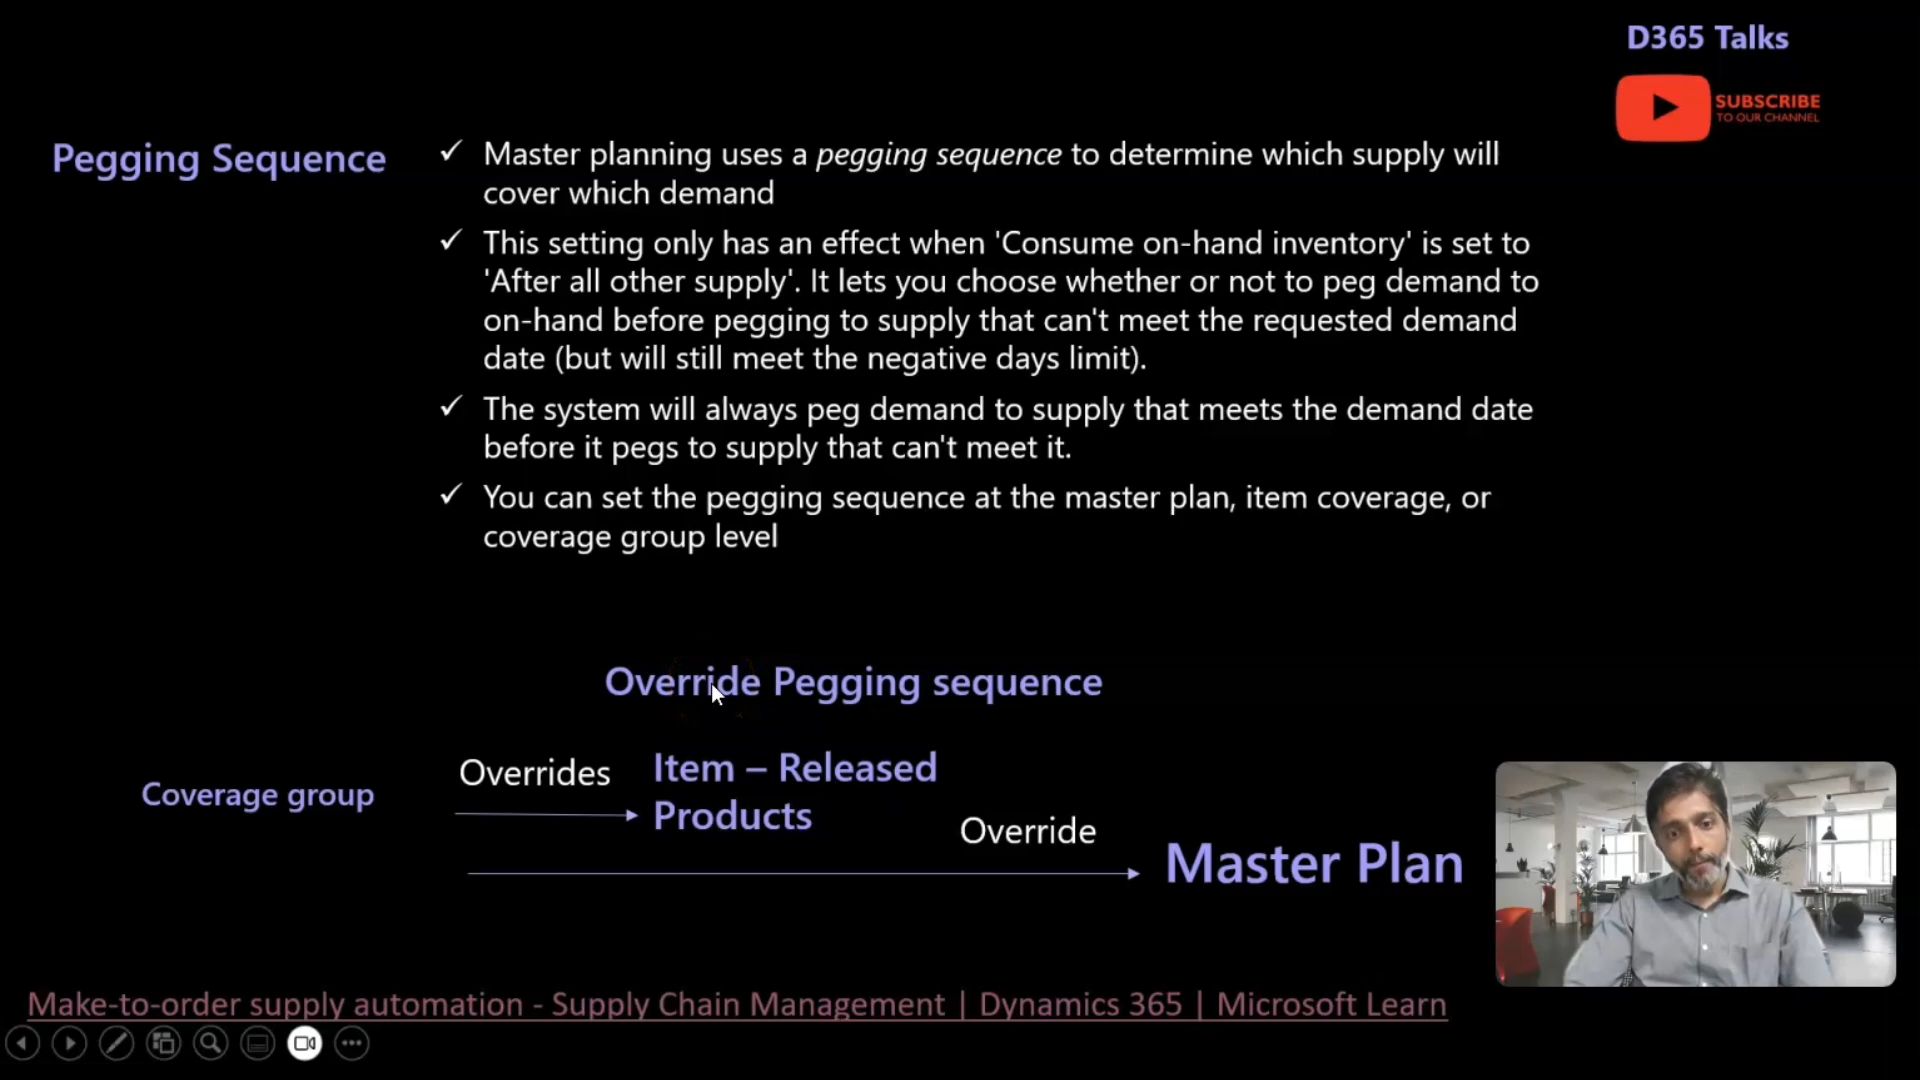 D365 Talks
SUBSCRIBE
TO OUR CHANNEL
Pegging Sequence
✓ Master planning uses a pegging sequence to determine which supply will
cover which demand
✓ This setting only has an effect when 'Consume on-hand inventory' is set to
'After all other supply'. It lets you choose whether or not to peg demand to
on-hand before pegging to supply that can't meet the requested demand
date (but will still meet the negative days limit).
✓ The system will always peg demand to supply that meets the demand date
before it pegs to supply that can't meet it.
✓ You can set the pegging sequence at the master plan, item coverage, or
coverage group level
Override Pegging sequence
Coverage group
Overrides
Item – Released
Products
Override
Master Plan
Make-to-order supply automation - Supply Chain Management | Dynamics 365 | Microsoft Learn